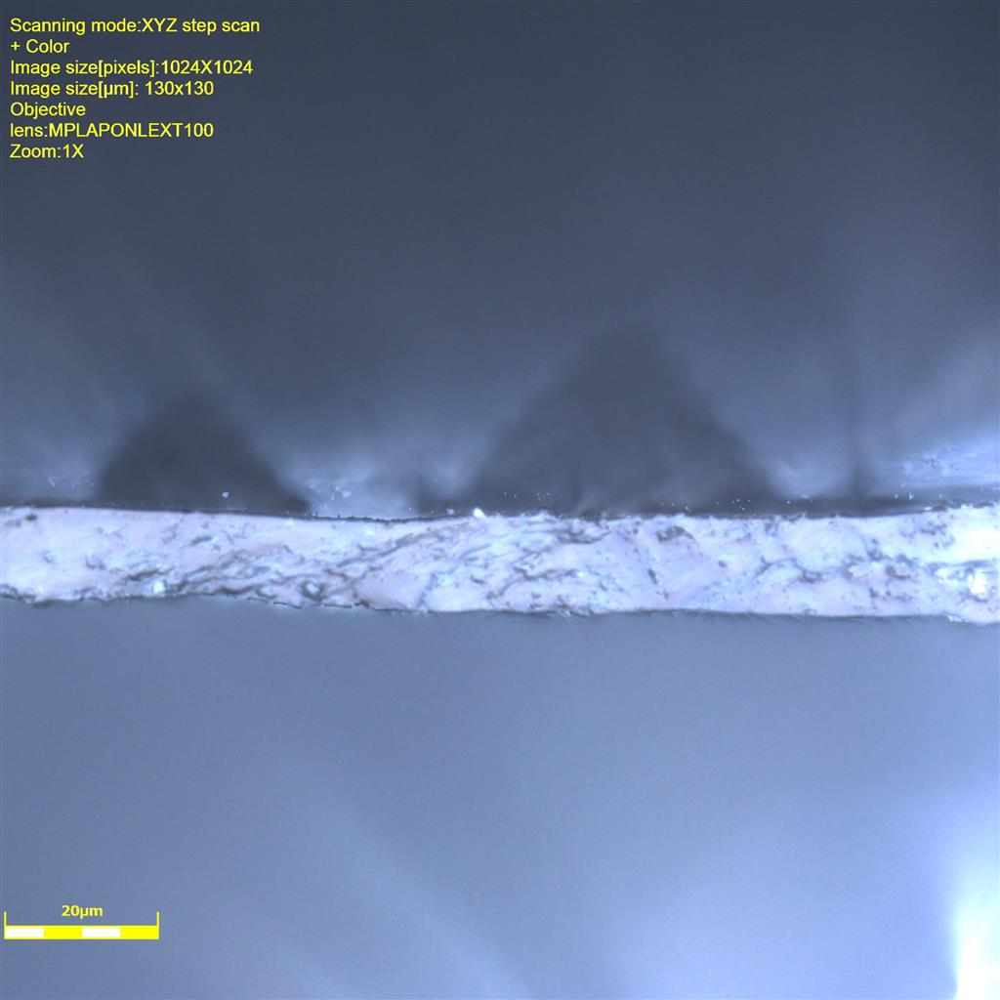 Scanning mode:XYZ step scan
+ Color
Image size[pixels]:1024X1024
Image size[µm]: 130x130
Objective
lens:MPLAPONLEXT100
Zoom:1X
20µm